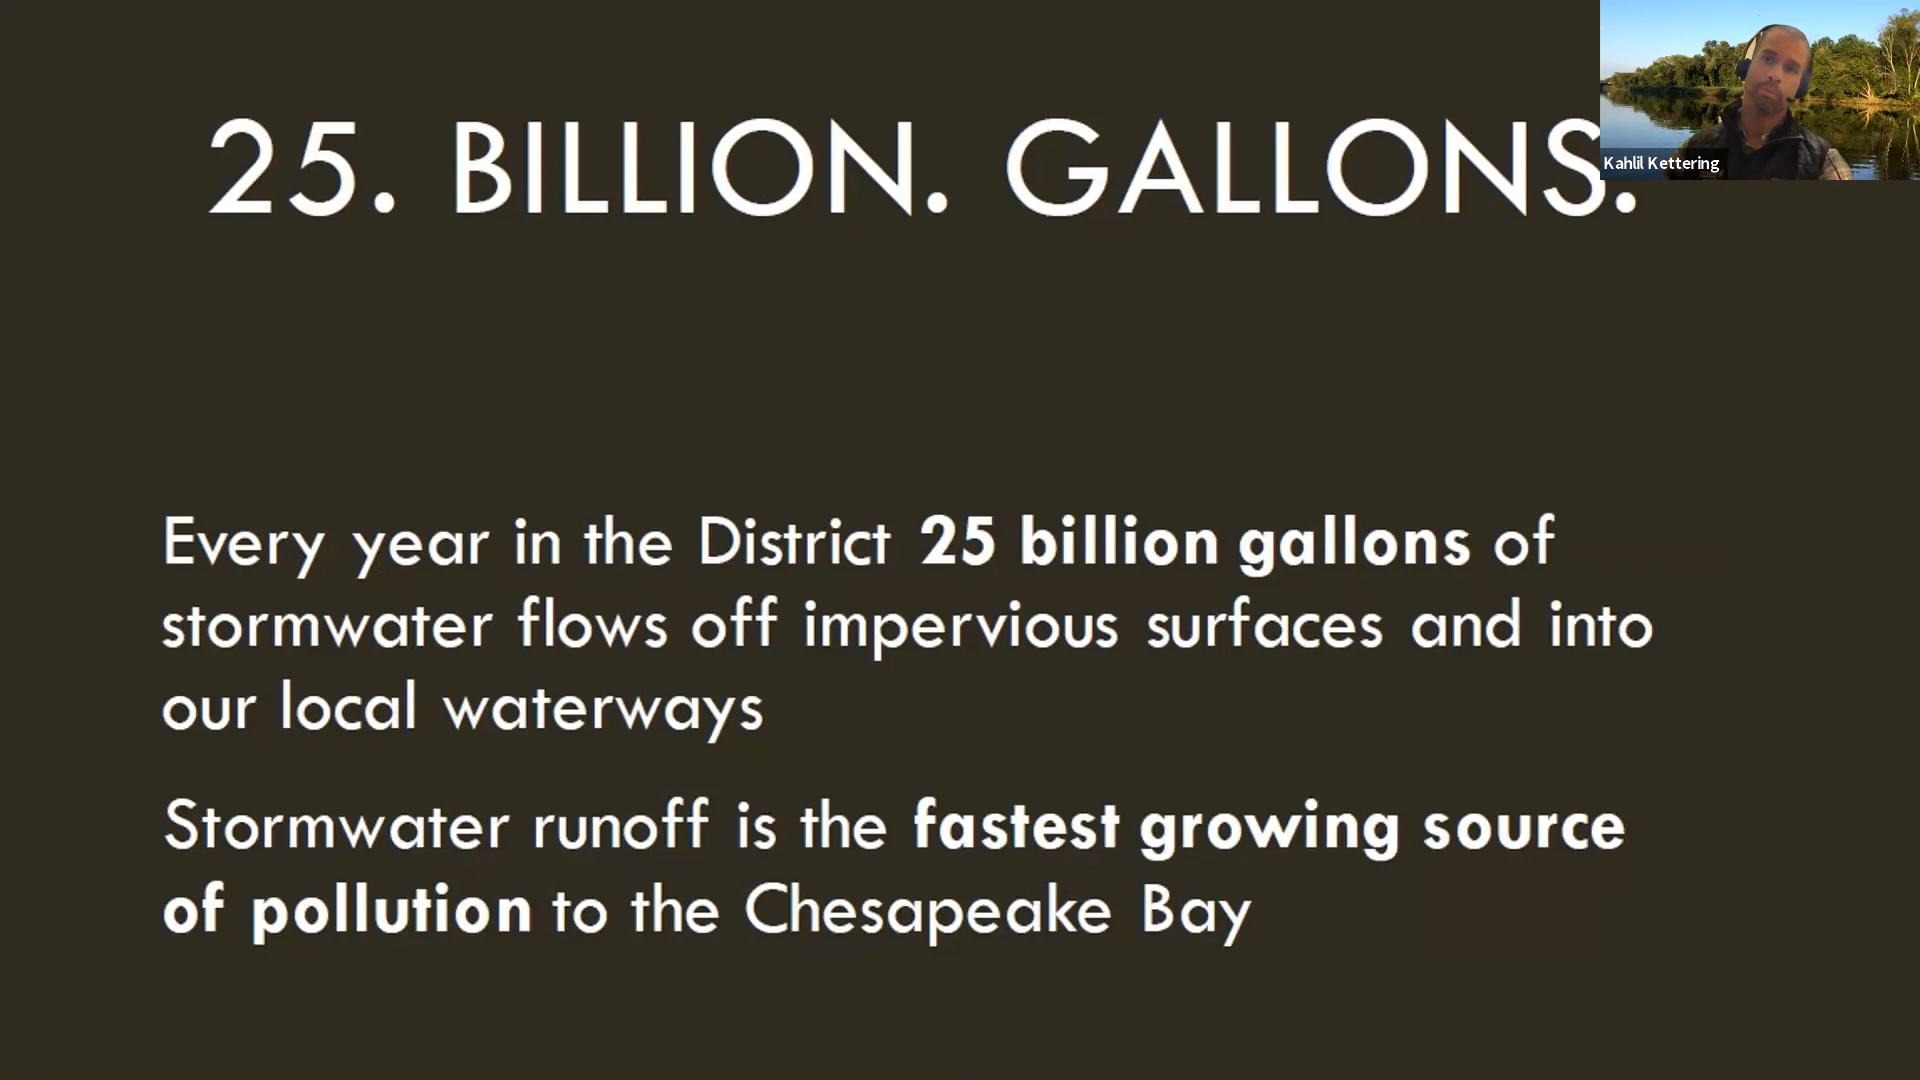 25. BILLION. GALLONS.
Kahlil Kettering
Every year in the District 25 billion gallons of
stormwater flows off impervious surfaces and into
our local waterways
Stormwater runoff is the fastest growing source
of pollution to the Chesapeake Bay